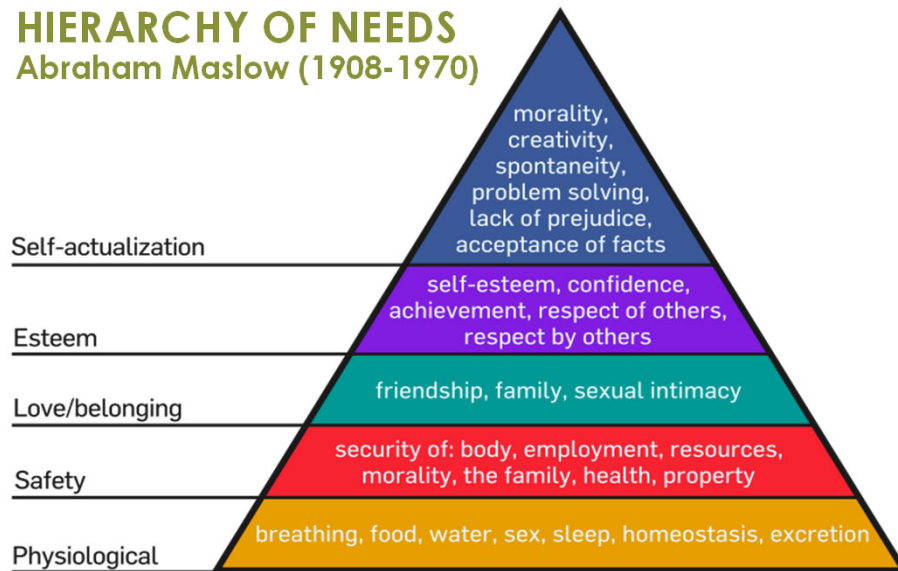 HIERARCHY OF NEEDS
Abraham Maslow (1908-1970)
morality,
creativity,
spontaneity,
problem solving,
lack of prejudice,
acceptance of facts
Self-actualization
self-esteem, confidence,
achievement, respect of others,
respect by others
Esteem
friendship, family, sexual intimacy
Love/belonging
security of: body, employment, resources,
morality, the family, health, property
Safety
breathing, food, water, sex, sleep, homeostasis, excretion
Physiological